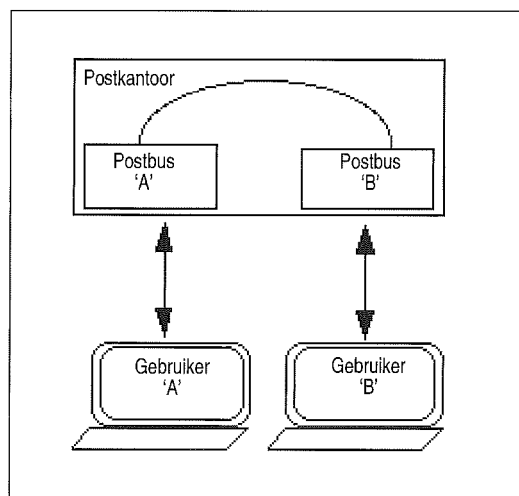 Postkantoor
Postbus
'A'
Postbus
'B'
Gebruiker
'A'
Gebruiker
'B'